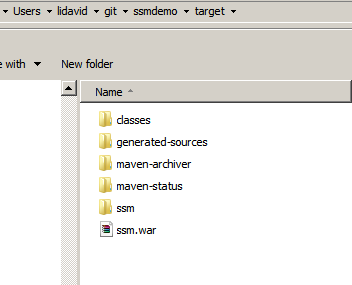 Users lidavid git ssmdemo target
e with New folder
Name
classes
generated-sources
maven-archiver
maven-status
ssm
ssm.war